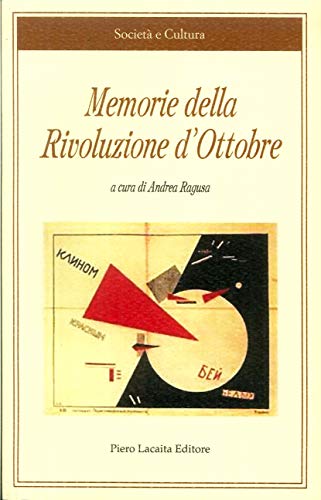 Società e Cultura
Memorie della
Rivoluzione d'Ottobre
a cura di Andrea Ragusa
КЛИНОМ
КРАСНЫМ
БЕЙ
БЕЛЫХ
Piero Lacaita Editore